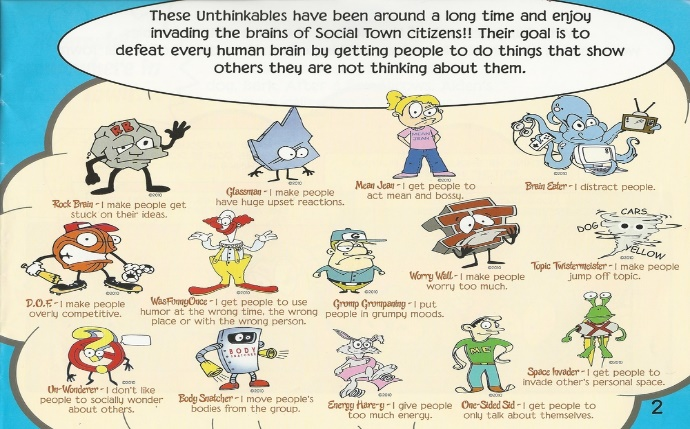 These Unthinkables have been around a long time and enjoy
invading the brains of Social Town citizens!! Their goal is to
defeat every human brain by getting people to do things that show
others they are not thinking about them.
RB
Rock Brain - I make people get
stuck on their ideas.
Glassman - I make people
have huge upset reactions.
Mean Jean - I get people to
act mean and bossy.
Brain Eater - I distract people.
D.O.F. - I make people
overly competitive.
WasFunnyOnce - I get people to use
humor at the wrong time, the wrong
place or with the wrong person.
G
Grump Grumpaniny - I put
people in grumpy moods.
Worry Wall - I make people
worry too much.
CARS
DOG
YELLOW
Topic Twistermeister - I make people
jump off topic.
Un-Wonderer - I don't like
people to socially wonder
about others.
BODY
SNATCHER
Body Snatcher - I move people's
bodies from the group.
Energy Hare-y - I give people
too much energy.
ME
One-Sided Sid - I get people to
only talk about themselves.
Space Invader - I get people to
invade other's personal space.
2